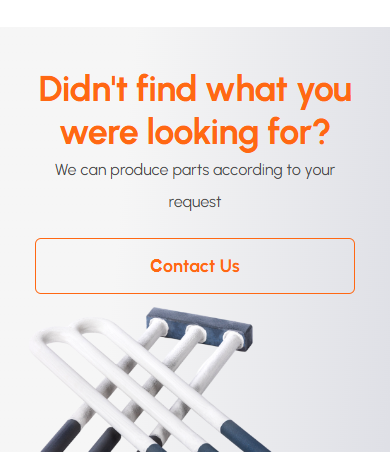 Didn't find what you
were looking for?
We can produce parts according to your
request
Contact Us